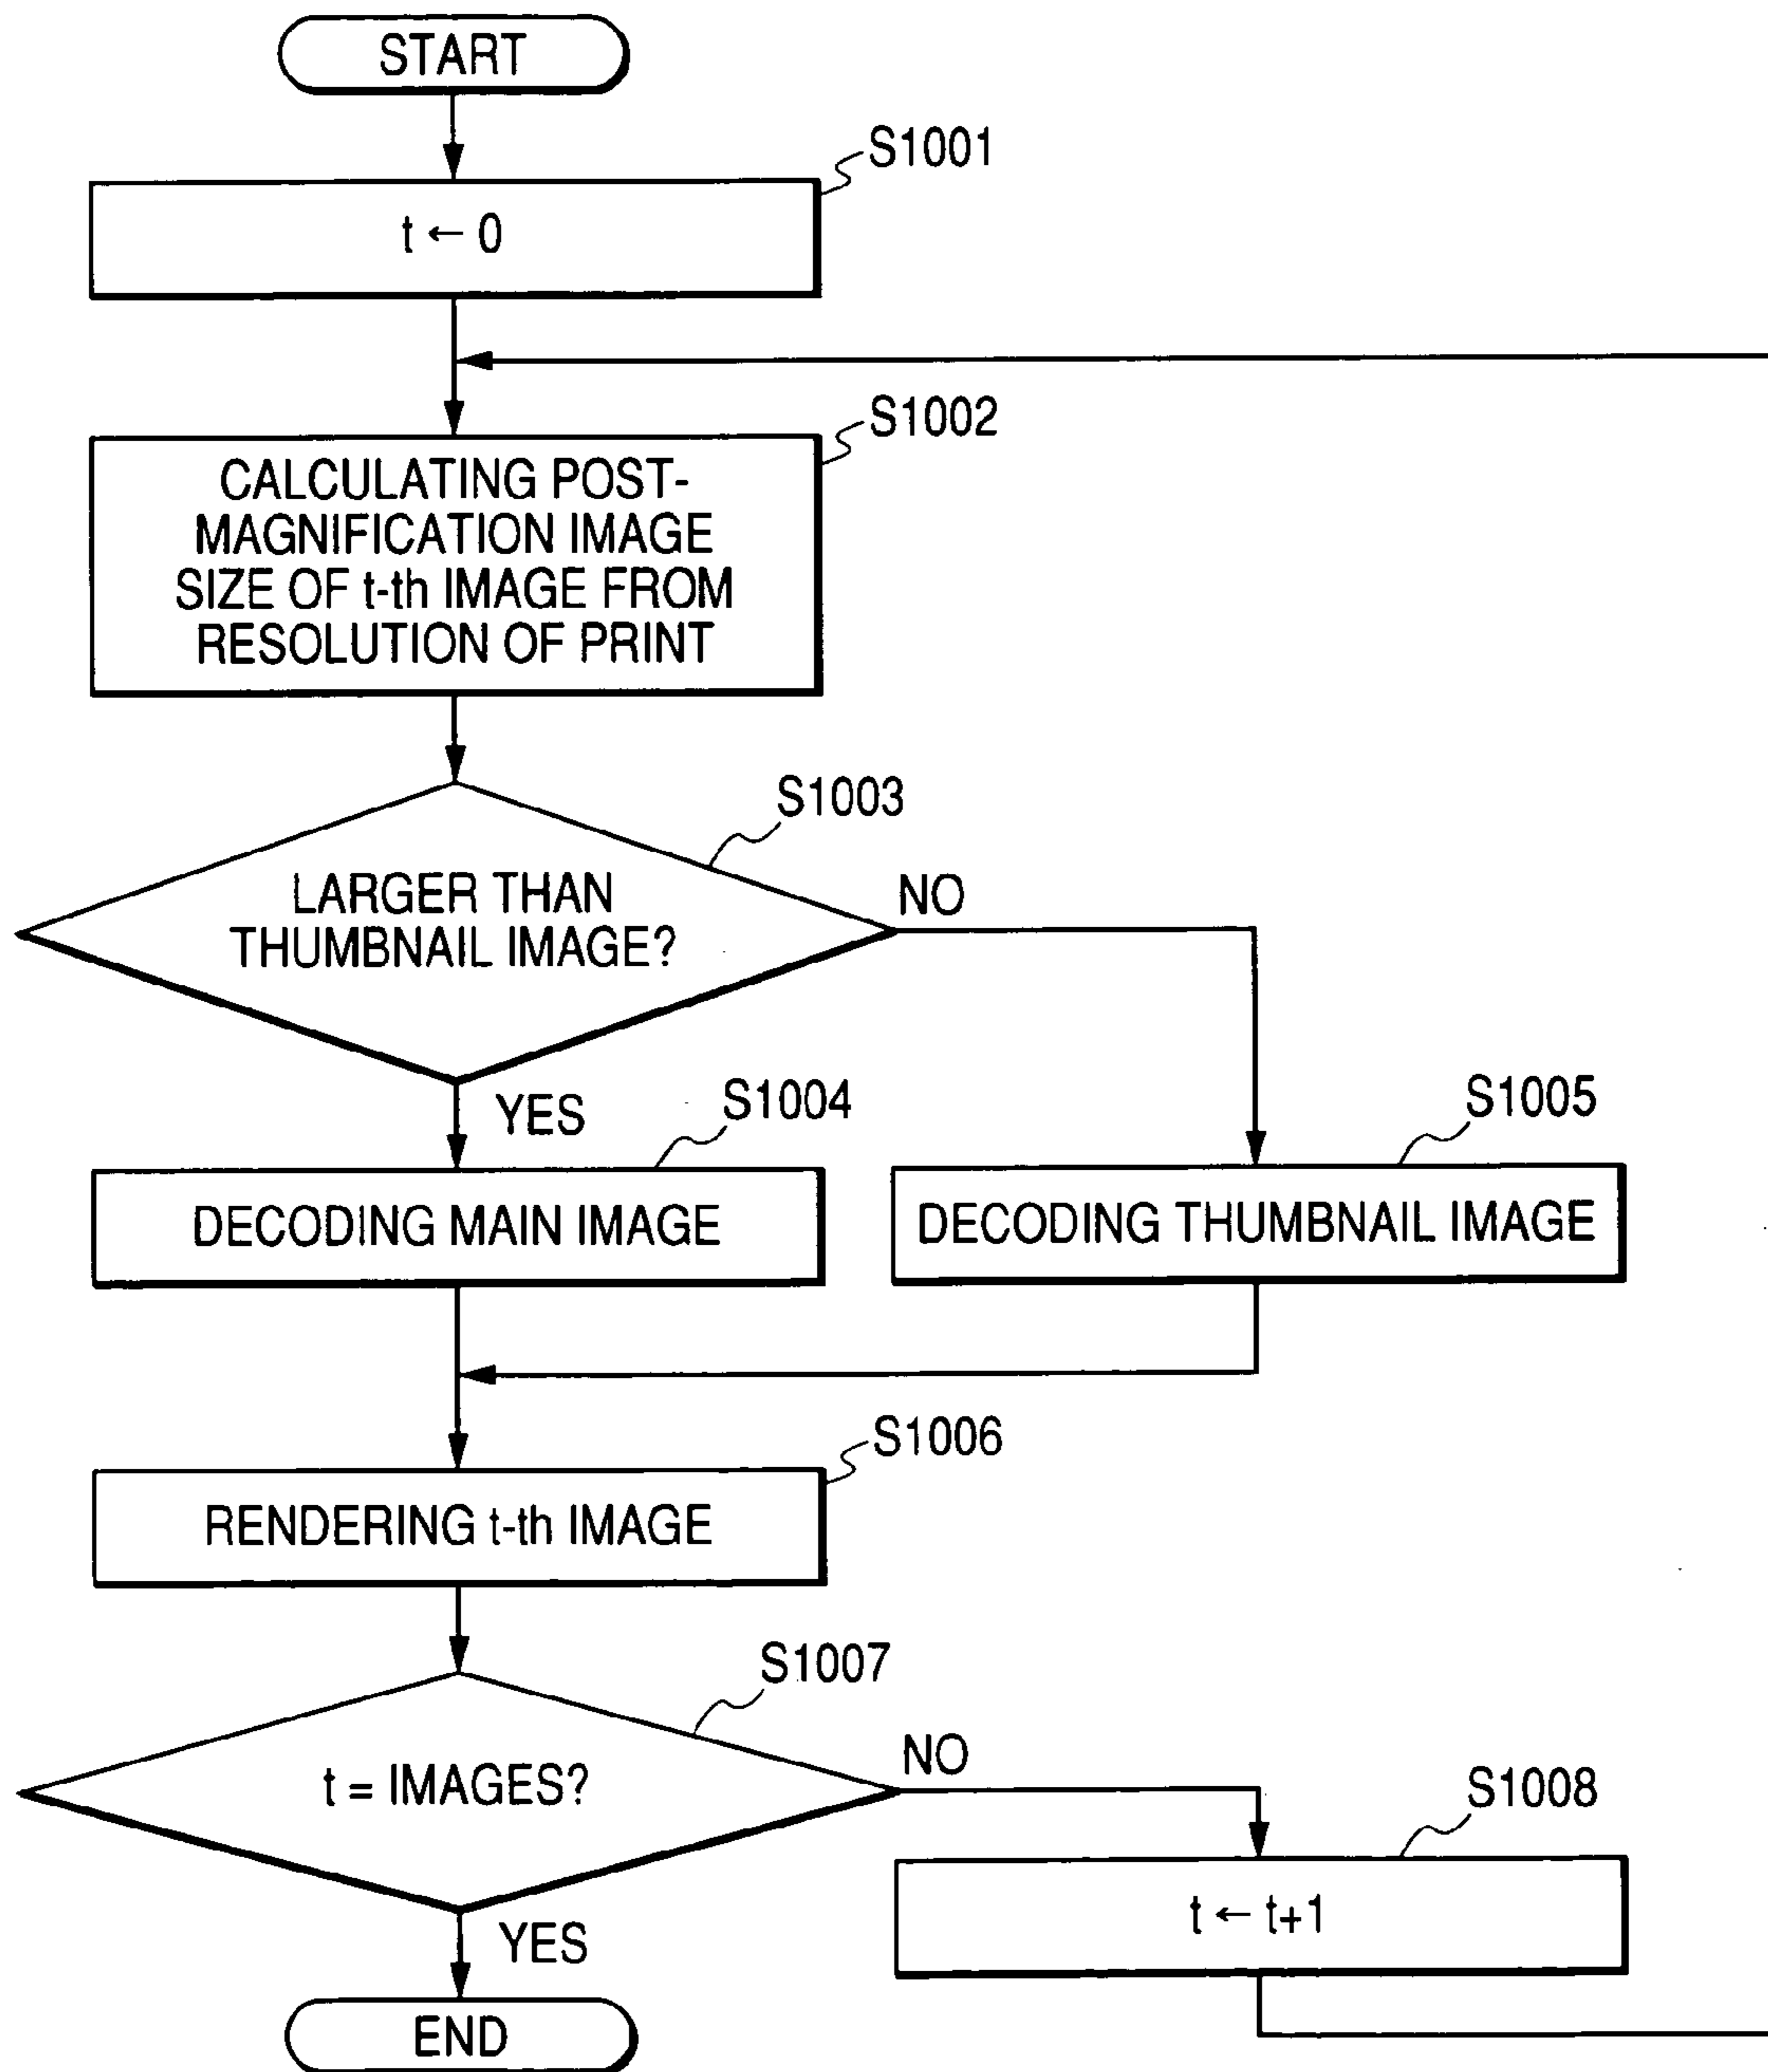 START
S1001
t ← 0
S1002
CALCULATING POST-
MAGNIFICATION IMAGE
SIZE OF t-th IMAGE FROM
RESOLUTION OF PRINT
S1003
LARGER THAN
THUMBNAIL IMAGE?
NO
YES
S1004
S1005
DECODING MAIN IMAGE
DECODING THUMBNAIL IMAGE
S1006
RENDERING t-th IMAGE
S1007
t = IMAGES?
NO
S1008
t ← t+1
YES
END